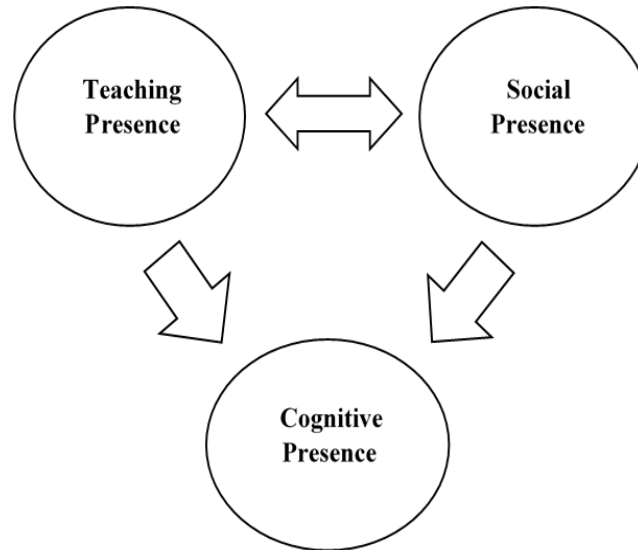 Teaching
Presence
Social
Presence
Cognitive
Presence